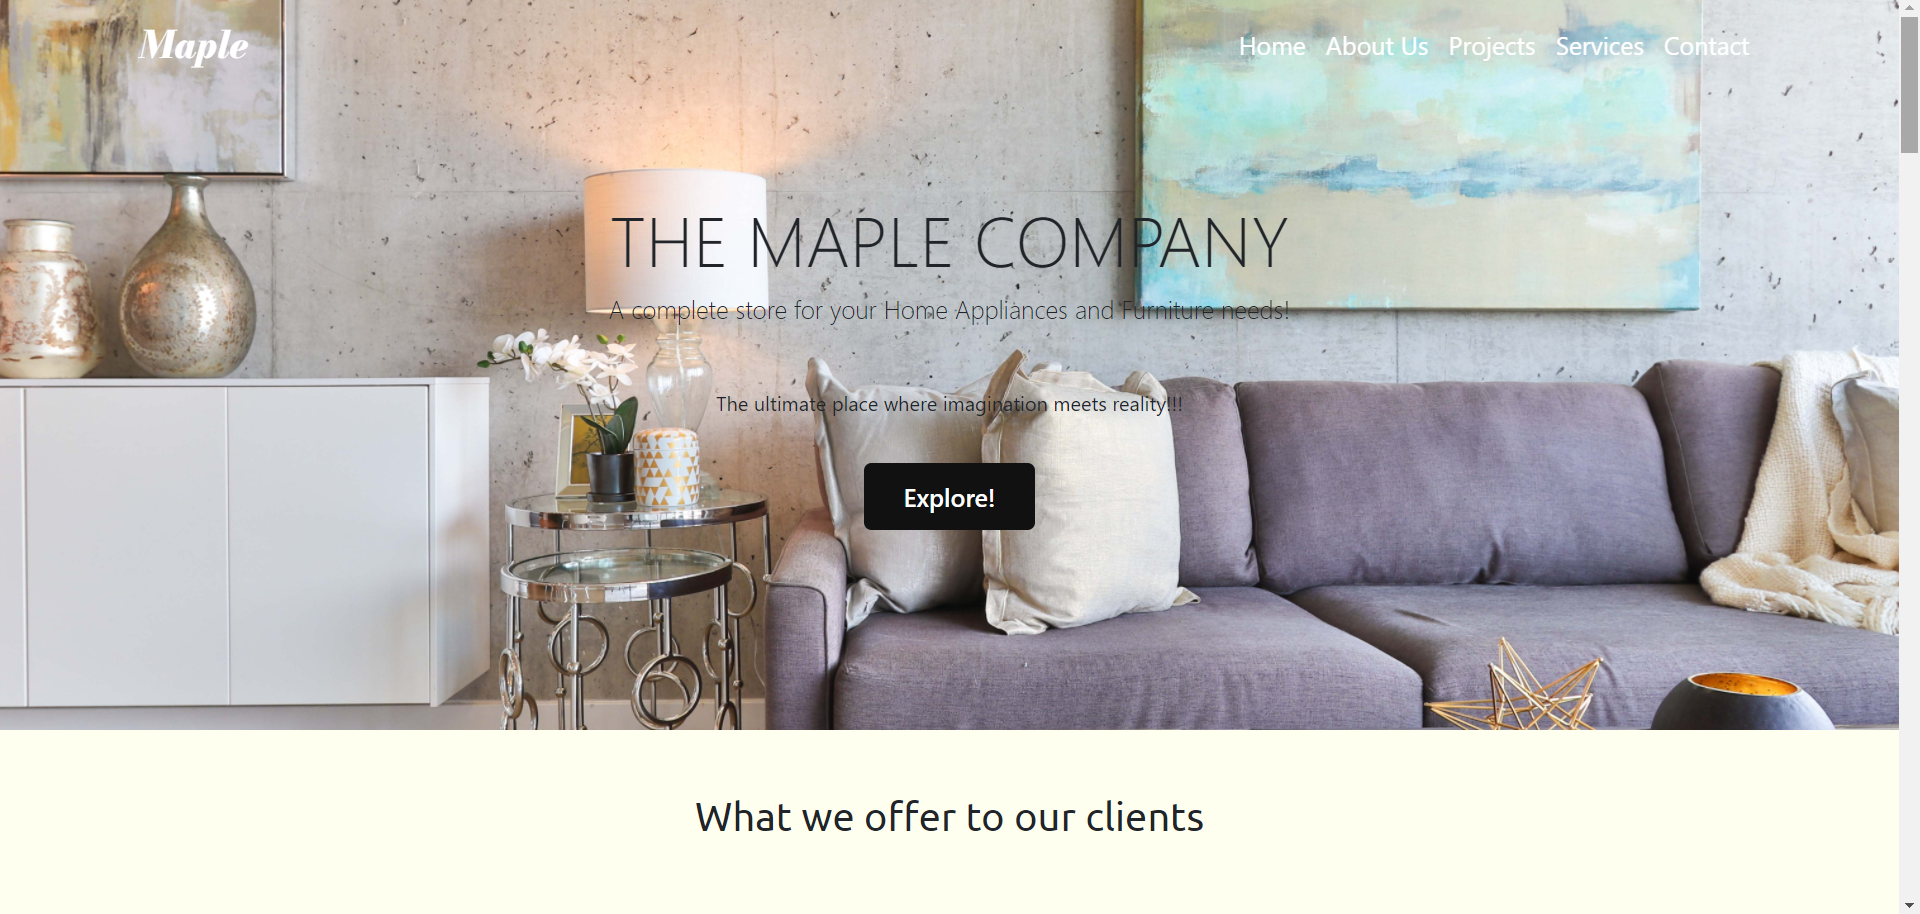 Maple
Home About Us Projects Services Contact
THE MAPLE COMPANY
A complete store for your Home Appliances and Furniture needs!
The ultimate place where imagination meets reality!!!
Explore!
What we offer to our clients